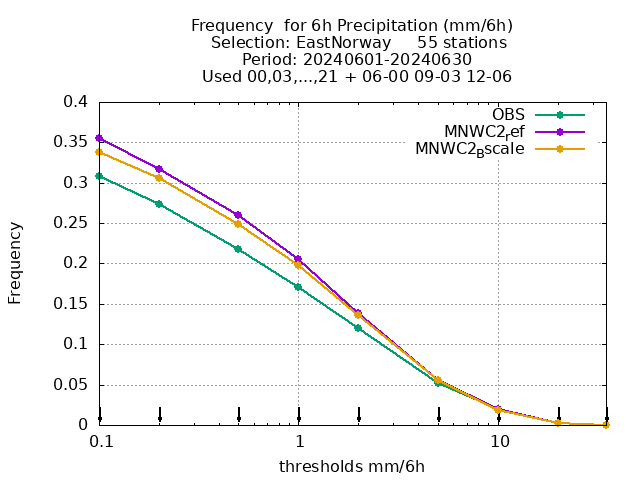 Frequency  for 6h Precipitation (mm/6h)
Selection: EastNorway     55 stations
Period: 20240601-20240630
Used 00,03,...,21 + 06-00 09-03 12-06
OBS
MNWC2ref
MNWC2Bscale
0.4
0.35
0.3
0.25
0.2
0.15
0.1
0.05
0
Frequency
0.1 1 10
thresholds mm/6h